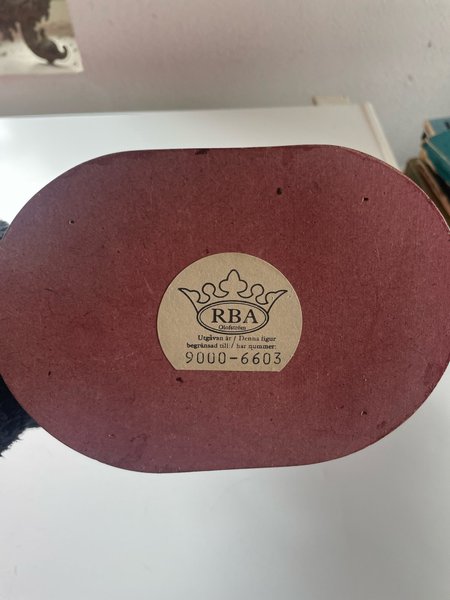 RBA
Olofström
Utgåvan är / Denna figur
begränsad till: / har nummer:
9000-6603